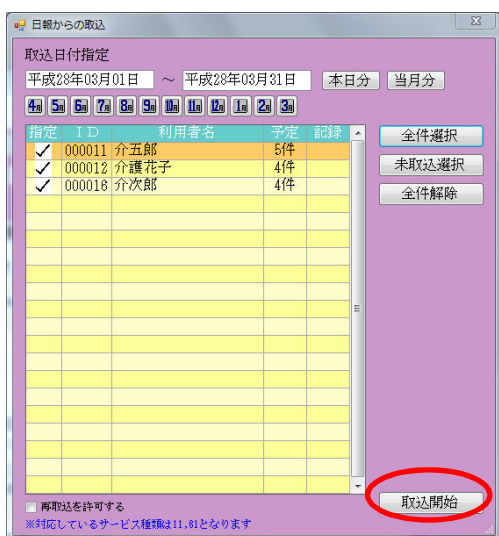 日報からの取込
取込日付指定
平成28年03月01日 ～ 平成28年03月31日 本日分 当月分
4月 5月 6月 7月 8月 9月 10月 11月 12月 1月 2月 3月
指定 ID 利用者名 予定 記録 全件選択
000011 介五郎 5件
000012 介護花子 4件 未取込選択
000016 介次郎 4件 全件解除
取込開始
再取込を許可する
※対応しているサービス種類は11,61となります